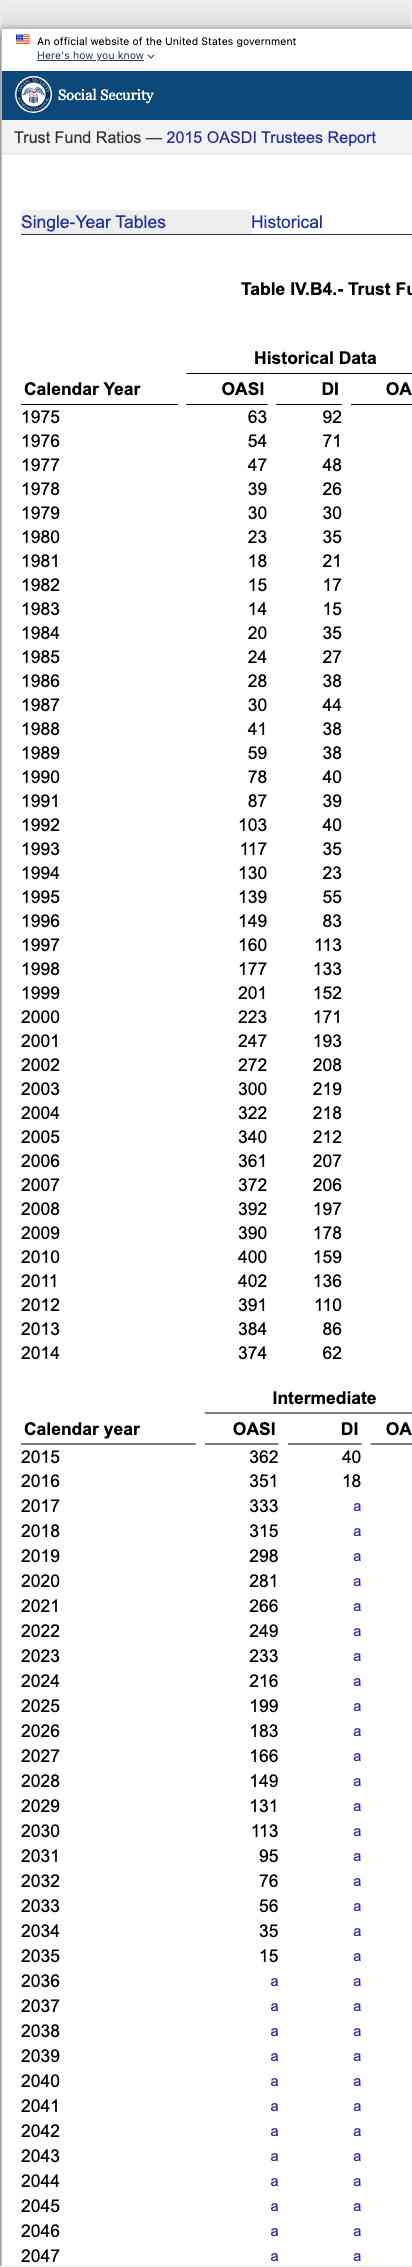 An official website of the United States government
Here's how you know
Social Security
Trust Fund Ratios — 2015 OASDI Trustees Report
Single-Year Tables Historical
Table IV.B4.- Trust Fu
Historical Data
Calendar Year OASI DI OA
1975 63 92
1976 54 71
1977 47 48
1978 39 26
1979 30 30
1980 23 35
1981 18 21
1982 15 17
1983 14 15
1984 20 35
1985 24 27
1986 28 38
1987 30 44
1988 41 38
1989 59 38
1990 78 40
1991 87 39
1992 103 40
1993 117 35
1994 130 23
1995 139 55
1996 149 83
1997 160 113
1998 177 133
1999 201 152
2000 223 171
2001 247 193
2002 272 208
2003 300 219
2004 322 218
2005 340 212
2006 361 207
2007 372 206
2008 392 197
2009 390 178
2010 400 159
2011 402 136
2012 391 110
2013 384 86
2014 374 62
Intermediate
Calendar year OASI DI OA
2015 362 40
2016 351 18
2017 333 a
2018 315 a
2019 298 a
2020 281 a
2021 266 a
2022 249 a
2023 233 a
2024 216 a
2025 199 a
2026 183 a
2027 166 a
2028 149 a
2029 131 a
2030 113 a
2031 95 a
2032 76 a
2033 56 a
2034 35 a
2035 15 a
2036 a a
2037 a a
2038 a a
2039 a a
2040 a a
2041 a a
2042 a a
2043 a a
2044 a a
2045 a a
2046 a a
2047 a a